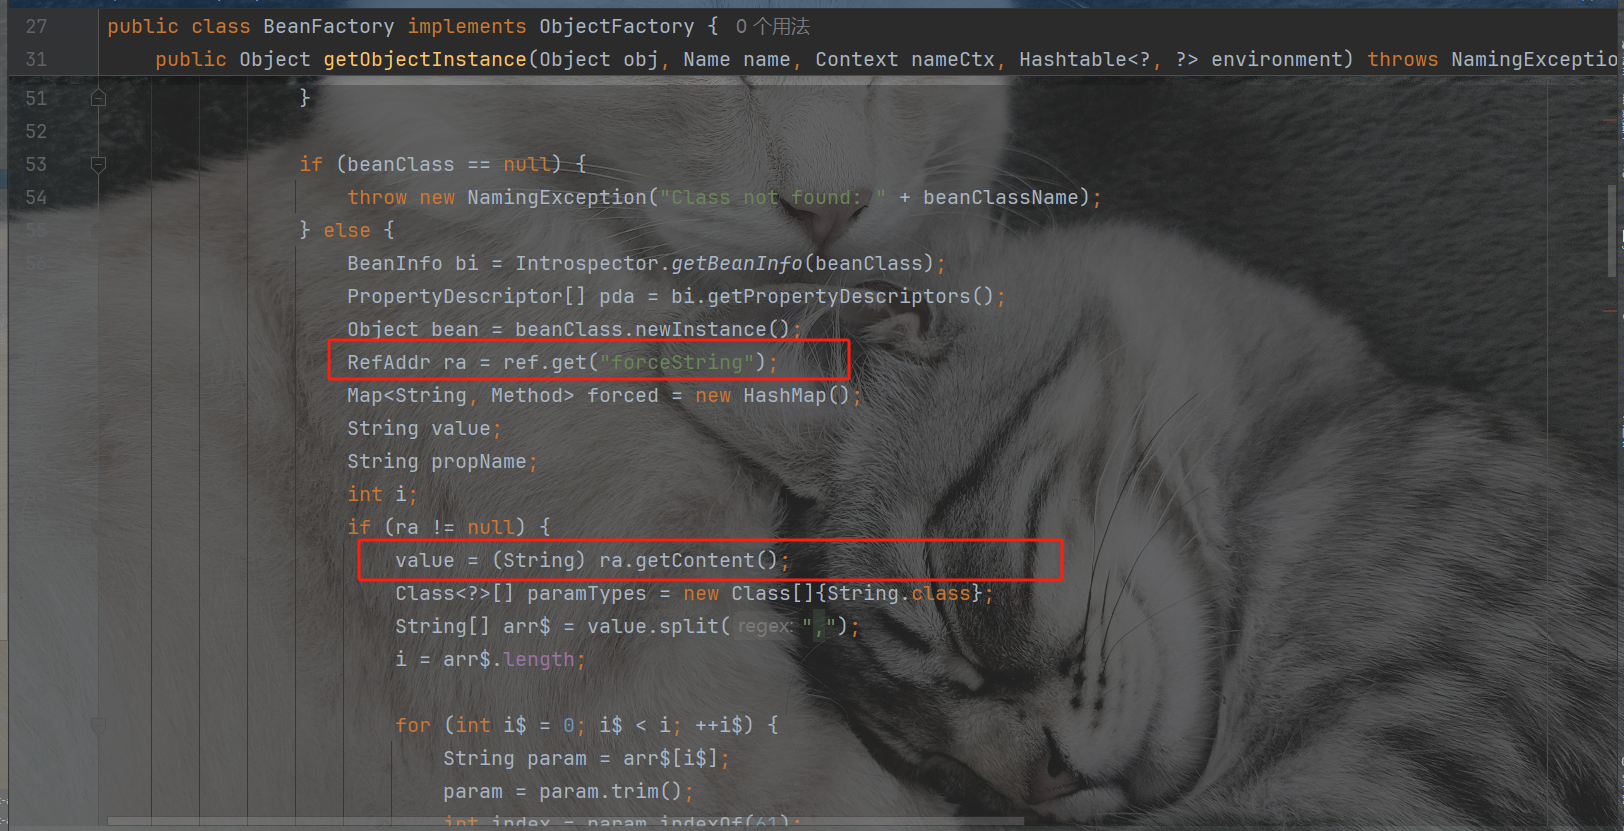 27 public class BeanFactory implements ObjectFactory { 0 个用法
31 public Object getObjectInstance(Object obj, Name name, Context nameCtx, Hashtable<?, ?> environment) throws NamingExceptio
51 }
52
53 if (beanClass == null) {
54 throw new NamingException("Class not found: " + beanClassName);
55 } else {
56 BeanInfo bi = Introspector.getBeanInfo(beanClass);
PropertyDescriptor[] pda = bi.getPropertyDescriptors();
Object bean = beanClass.newInstance();
RefAddr ra = ref.get("forceString");
Map<String, Method> forced = new HashMap();
String value;
String propName;
int i;
if (ra != null) {
value = (String) ra.getContent();
Class<?>[] paramTypes = new Class[]{String.class};
String[] arr$ = value.split( regex: ",");
i = arr$.length;
for (int i$ = 0; i$ < i; ++i$) {
String param = arr$[i$];
param = param.trim();
int index = param.indexOf(61);